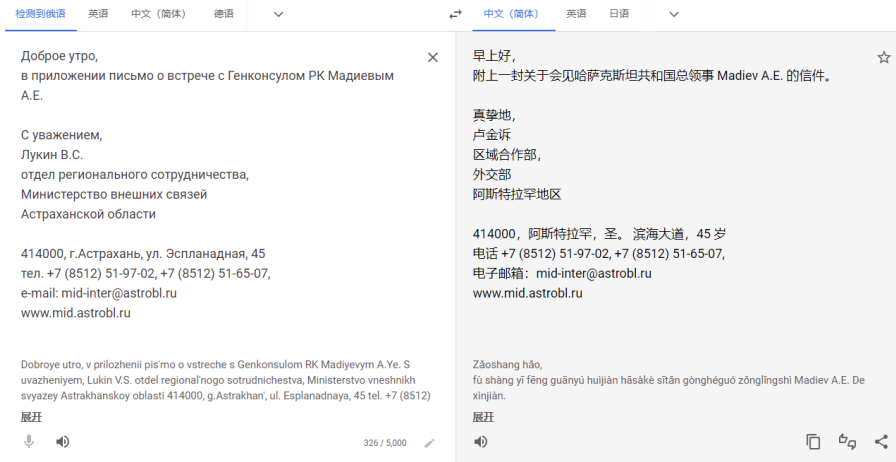 检测到俄语 英语 中文（简体） 德语
中文（简体） 英语 日语
Доброе утро,
в приложении письмо о встрече с Генконсулом РК Мадиевым
А.Е.
С уважением,
Лукин В.С.
отдел регионального сотрудничества,
Министерство внешних связей
Астраханской области
414000, г.Астрахань, ул. Эспланадная, 45
тел. +7 (8512) 51-97-02, +7 (8512) 51-65-07,
e-mail: mid-inter@astrobl.ru
www.mid.astrobl.ru
Dobroye utro, v prilozhenii pis'mo o vstreche s Genkonsulom RK Madiyevym A.Ye. S
uvazheniyem, Lukin V.S. otdel regional'nogo sotrudnichestva, Ministerstvo vneshnikh
svyazey Astrakhanskoy oblasti 414000, g.Astrakhan', ul. Esplanadnaya, 45 tel. +7 (8512)
展开
326 / 5,000
早上好，
附上一封关于会见哈萨克斯坦共和国总领事 Madiev A.E. 的信件。
真挚地，
卢金诉
区域合作部，
外交部
阿斯特拉罕地区
414000，阿斯特拉罕，圣。 滨海大道，45 岁
电话 +7 (8512) 51-97-02, +7 (8512) 51-65-07,
电子邮箱：mid-inter@astrobl.ru
www.mid.astrobl.ru
Zǎoshang hǎo,
fù shàng yī fēng guānyú huìjiàn hāsàkè sītǎn gònghéguó zǒnglǐngshì Madiev A.E. De
xìnjiàn.
展开